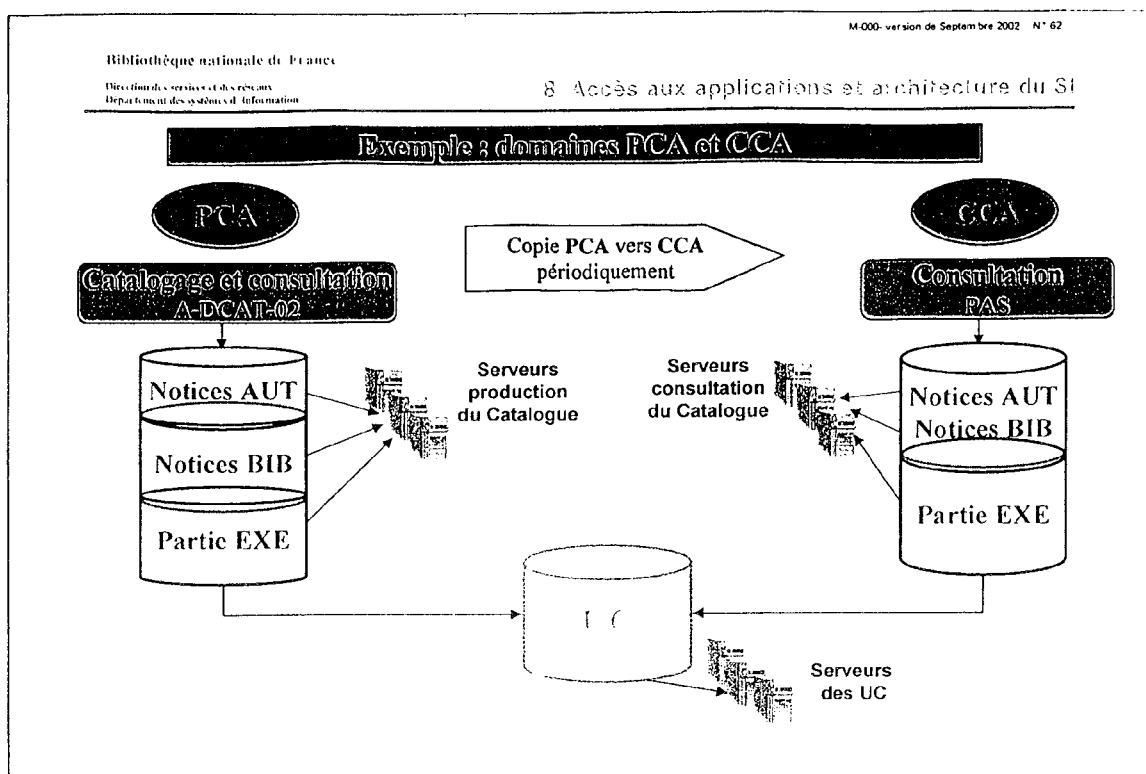 M-000- version de Septembre 2002 N° 62
Bibliothèque nationale de France
Direction des services et des réseaux
Département des systèmes d'information
8 Accès aux applications et architecture du SI
Exemple : domaines PCA et CCA
PCA
CCA
Copie PCA vers CCA
périodiquement
Catalogage et consultation
A-DCAT-02
Consultation
PAS
Notices AUT
Notices BIB
Partie EXE
Serveurs
production
du Catalogue
Serveurs
consultation
du Catalogue
Notices AUT
Notices BIB
Partie EXE
Serveurs
des UC